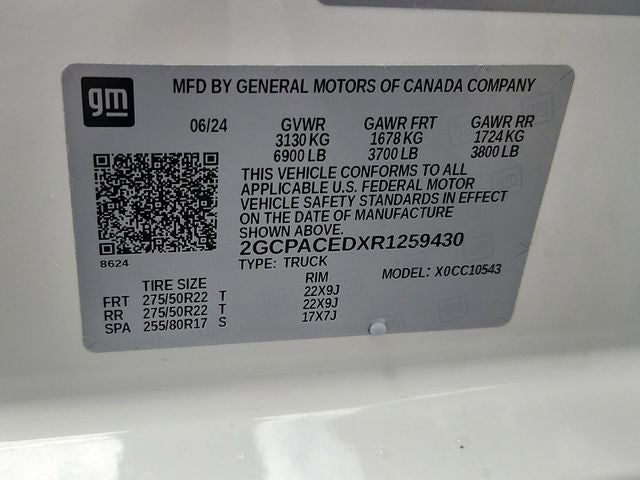 gm
MFD BY GENERAL MOTORS OF CANADA COMPANY
06/24 GVWR GAWR FRT GAWR RR
3130 KG 1678 KG 1724 KG
6900 LB 3700 LB 3800 LB
THIS VEHICLE CONFORMS TO ALL
APPLICABLE U.S. FEDERAL MOTOR
VEHICLE SAFETY STANDARDS IN EFFECT
ON THE DATE OF MANUFACTURE
SHOWN ABOVE.
8624
2GCPACEDXR1259430
TYPE: TRUCK MODEL: X0CC10543
TIRE SIZE RIM
FRT 275/50R22 T 22X9J
RR 275/50R22 T 22X9J
SPA 255/80R17 S 17X7J